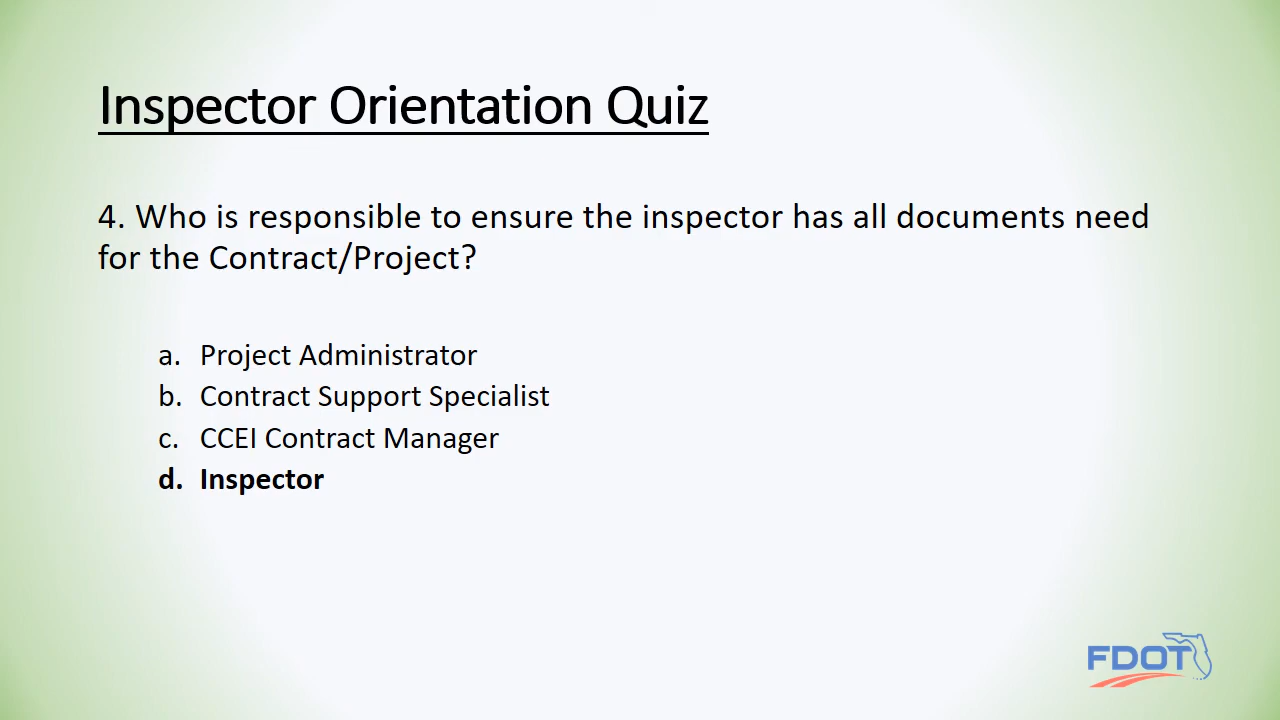 Inspector Orientation Quiz
4. Who is responsible to ensure the inspector has all documents need
for the Contract/Project?
a. Project Administrator
b. Contract Support Specialist
c. CCEI Contract Manager
d. Inspector
FDOT